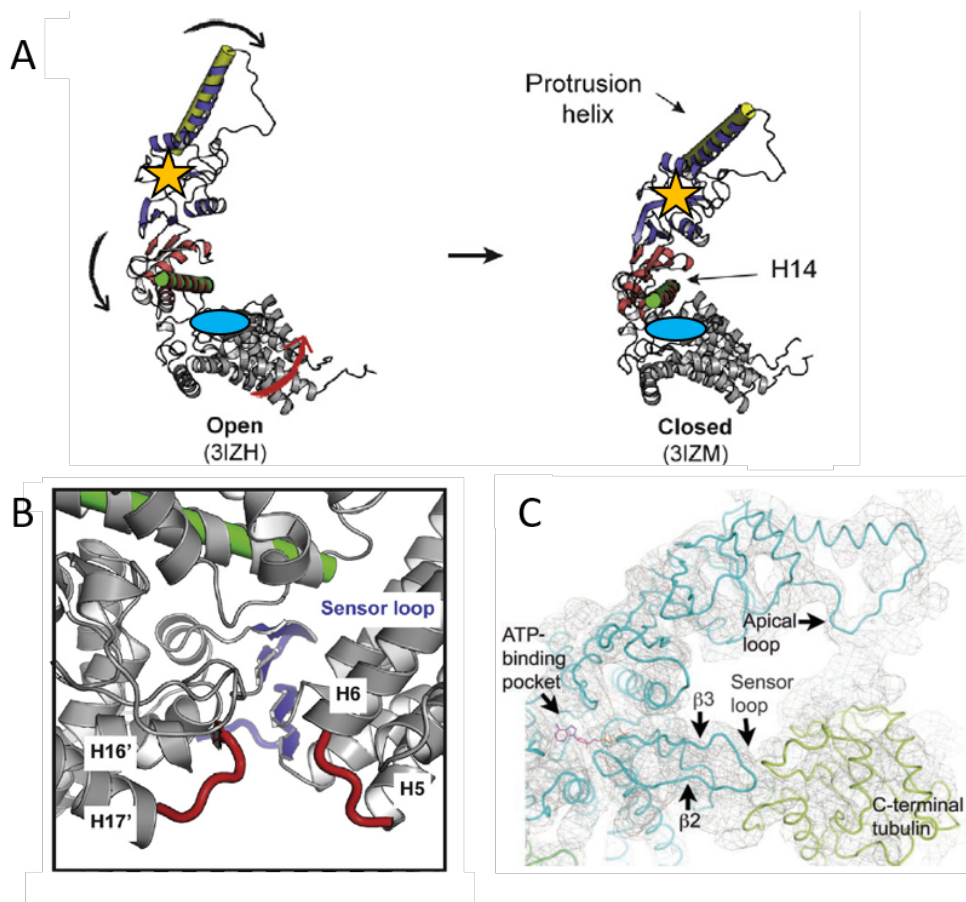 A
Protrusion
helix
H14
Open
(3IZH)
Closed
(3IZM)
B
Sensor loop
H6
H16'
H5
H17'
C
ATP-
binding
pocket
Apical
loop
Sensor
loop
β3
β2
C-terminal
tubulin